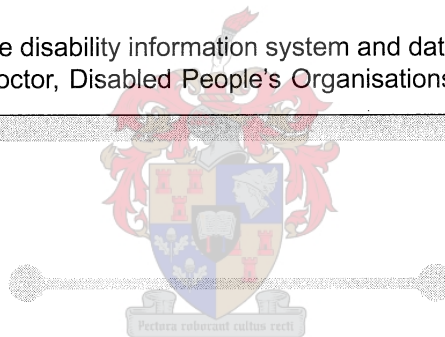 e disability information system and dat
octor, Disabled People's Organisations
Pectora roborant cultus recti